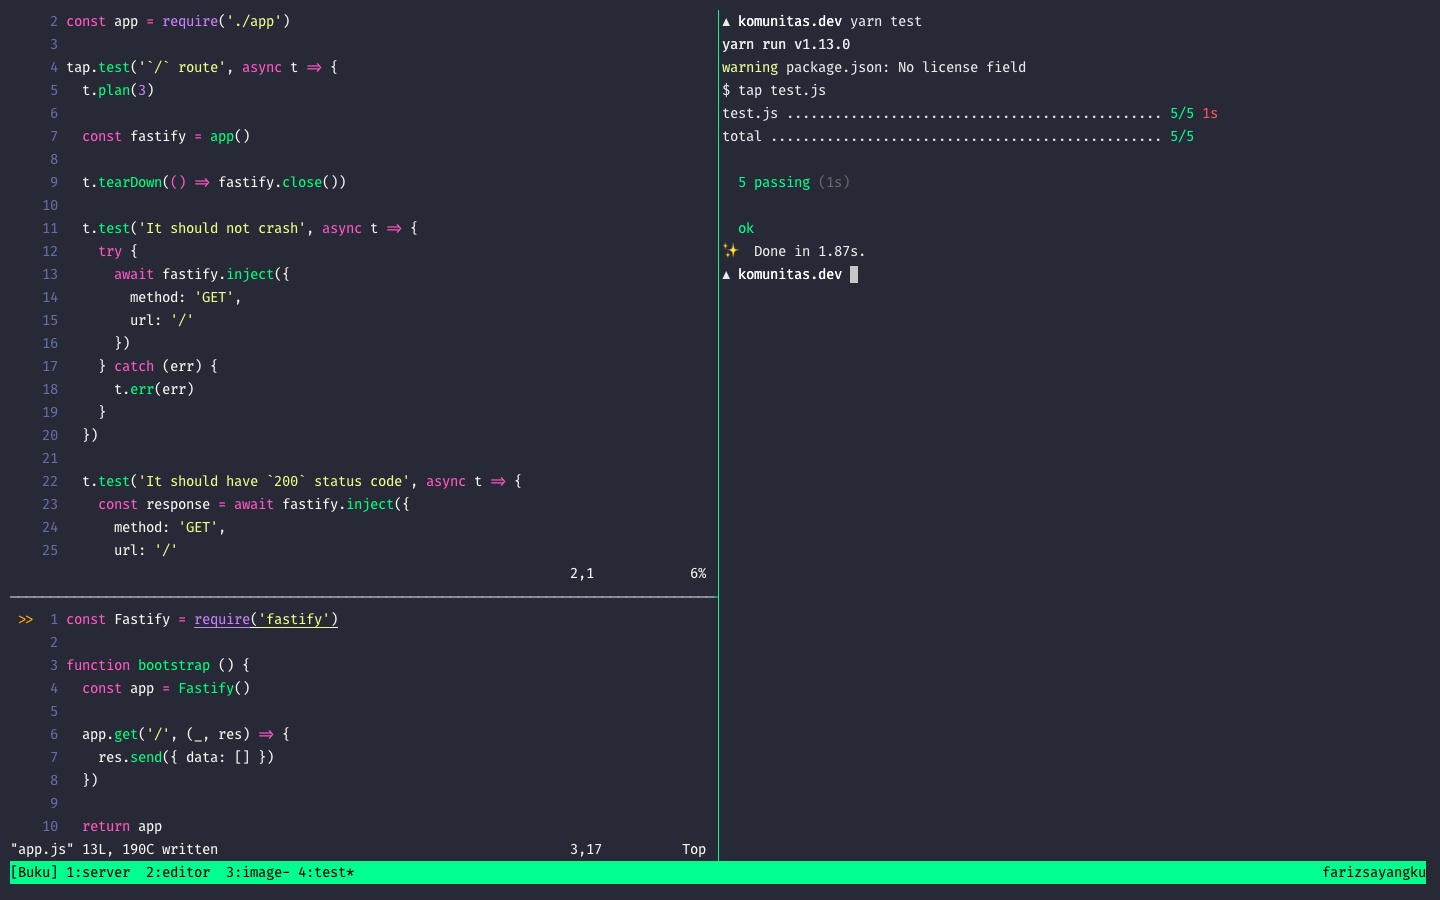 2 const app = require('./app')
3
4 tap.test('`/` route', async t => {
5   t.plan(3)
6
7   const fastify = app()
8
9   t.tearDown(() => fastify.close())
10
11   t.test('It should not crash', async t => {
12     try {
13       await fastify.inject({
14         method: 'GET',
15         url: '/'
16       })
17     } catch (err) {
18       t.err(err)
19     }
20   })
21
22   t.test('It should have `200` status code', async t => {
23     const response = await fastify.inject({
24       method: 'GET',
25       url: '/'
2,1 6%
>> 1 const Fastify = require('fastify')
2
3 function bootstrap () {
4   const app = Fastify()
5
6   app.get('/', (_, res) => {
7     res.send({ data: [] })
8   })
9
10   return app
"app.js" 13L, 190C written 3,17 Top
▲ komunitas.dev yarn test
yarn run v1.13.0
warning package.json: No license field
$ tap test.js
test.js ............................................... 5/5 1s
total ................................................. 5/5
5 passing (1s)
ok
✨  Done in 1.87s.
▲ komunitas.dev
[Buku] 1:server  2:editor  3:image- 4:test* farizsayangku